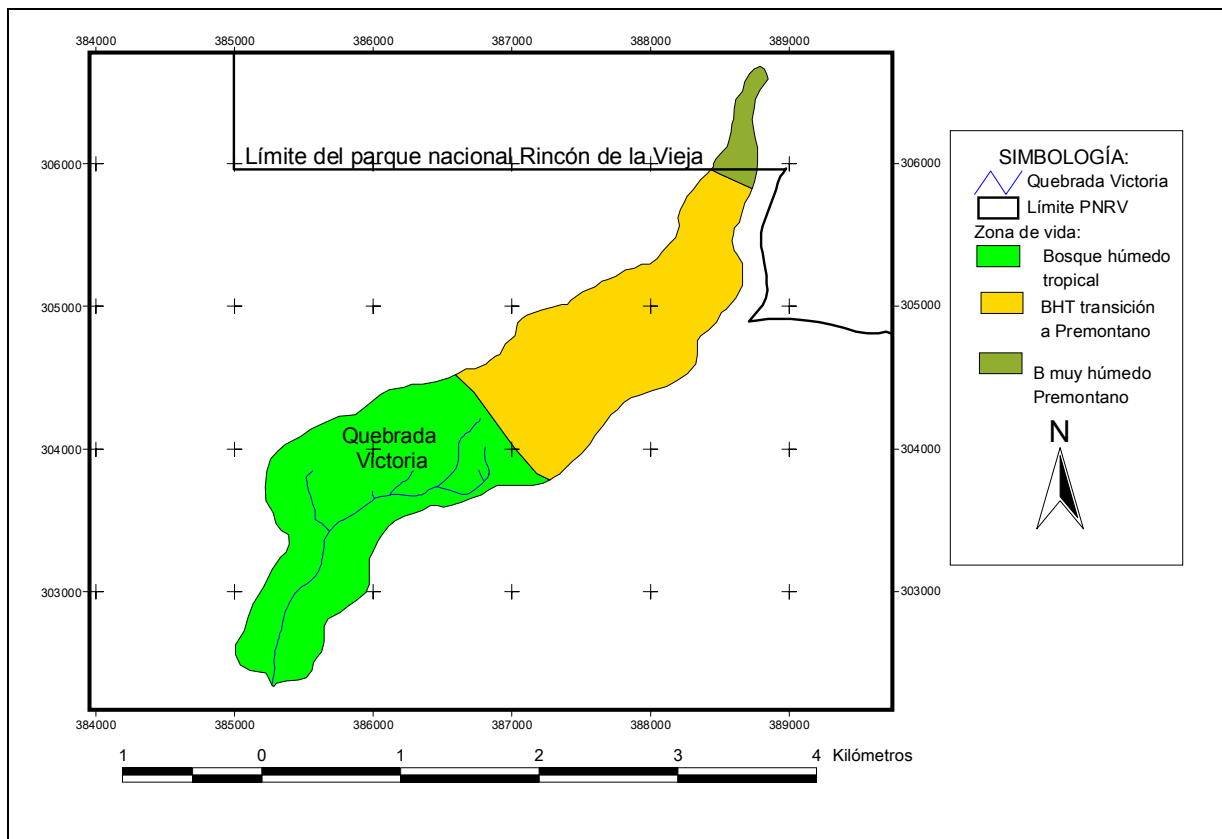 384000 385000 386000 387000 388000 389000
306000
305000
304000
303000
Límite del parque nacional Rincón de la Vieja
Quebrada
Victoria
306000
305000
304000
303000
384000 385000 386000 387000 388000 389000
1 0 1 2 3 4 Kilómetros
SIMBOLOGÍA:
Quebrada Victoria
Límite PNRV
Zona de vida:
Bosque húmedo
tropical
BHT transición
a Premontano
B muy húmedo
Premontano
N